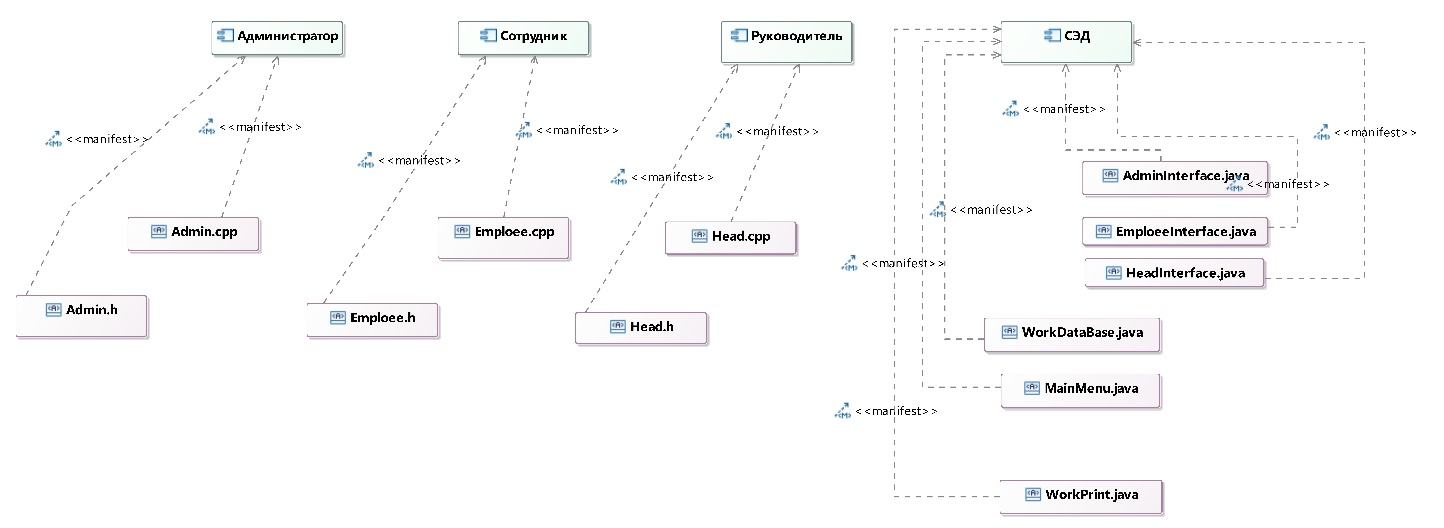 Администратор
Сотрудник
Руководитель
СЭД
<<manifest>>
<<manifest>>
<<manifest>>
<<manifest>>
<<manifest>>
<<manifest>>
<<manifest>>
<<manifest>>
AdminInterface.java
<<manifest>>
<<manifest>>
<<manifest>>
Admin.cpp
Emploee.cpp
Head.cpp
EmploeeInterface.java
<<manifest>>
HeadInterface.java
Admin.h
Emploee.h
Head.h
WorkDataBase.java
MainMenu.java
<<manifest>>
WorkPrint.java